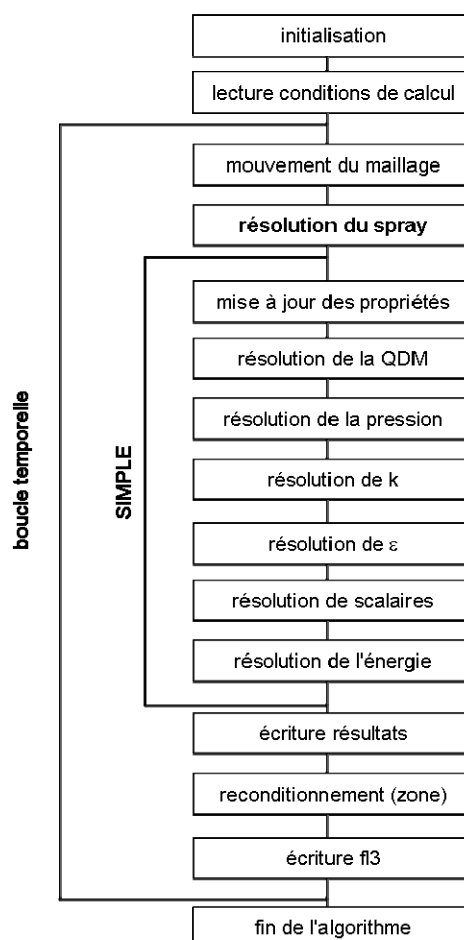 initialisation
lecture conditions de calcul
mouvement du maillage
résolution du spray
mise à jour des propriétés
résolution de la QDM
résolution de la pression
résolution de k
résolution de ε
résolution de scalaires
résolution de l'énergie
écriture résultats
reconditionnement (zone)
écriture fl3
fin de l'algorithme
boucle temporelle
SIMPLE